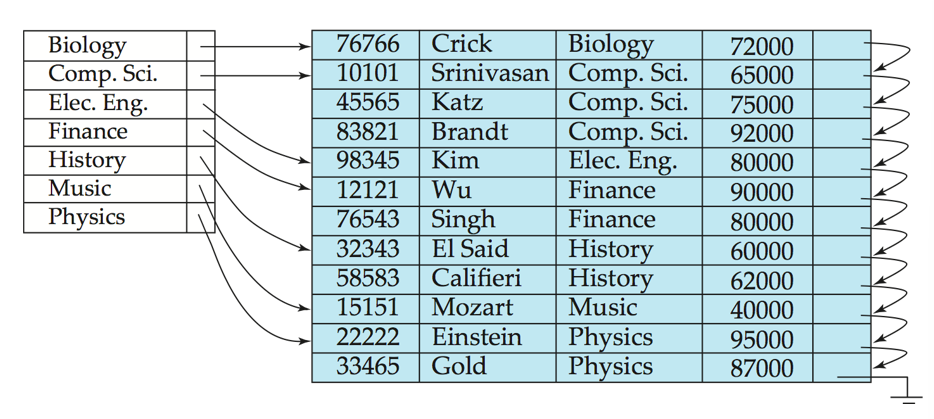 Biology
Comp. Sci.
Elec. Eng.
Finance
History
Music
Physics
76766 Crick Biology 72000
10101 Srinivasan Comp. Sci. 65000
45565 Katz Comp. Sci. 75000
83821 Brandt Comp. Sci. 92000
98345 Kim Elec. Eng. 80000
12121 Wu Finance 90000
76543 Singh Finance 80000
32343 El Said History 60000
58583 Califieri History 62000
15151 Mozart Music 40000
22222 Einstein Physics 95000
33465 Gold Physics 87000